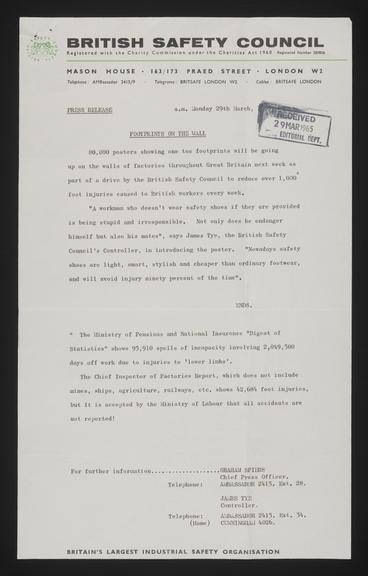 BRITISH SAFETY COUNCIL
Registered with the Charity Commission under the Charities Act 1960 Registered Number
MASON HOUSE · 163/173 PRAED STREET · LONDON W2
Telephone: AMBassador 2415/9 · Telegrams: BRITSAFE LONDON W2 · Cables: BRITSAFE LONDON
PRESS RELEASE
a.m. Monday 29th March,
RECEIVED
29 MAR 1965
EDITORIAL DEPT.
FOOTPRINTS ON THE WALL
80,000 posters showing one toe footprints will be going
up on the walls of factories throughout Great Britain next week as
part of a drive by the British Safety Council to reduce over 1,000*
foot injuries caused to British workers every week.
"A workman who doesn't wear safety shoes if they are provided
is being stupid and irresponsible. Not only does he endanger
himself but also his mates", says James Tye, the British Safety
Council's Controller, in introducing the poster. "Nowadays safety
shoes are light, smart, stylish and cheaper than ordinary footwear,
and will avoid injury ninety percent of the time".
ENDS.
* The Ministry of Pensions and National Insurance "Digest of
Statistics" shows 95,910 spells of incapacity involving 2,049,500
days off work due to injuries to 'lower limbs'.
The Chief Inspector of Factories Report, which does not include
mines, ships, agriculture, railways, etc. shows 42,684 foot injuries,
but it is accepted by the Ministry of Labour that all accidents are
not reported!
For further information....................GRAHAM SPIERS
Chief Press Officer,
Telephone: AMBASSADOR 2415, Ext. 28.
JAMES TYE
Controller.
Telephone: AMBASSADOR 2415. Ext. 34.
(Home) CUNNINGHAM 4026.
BRITAIN'S LARGEST INDUSTRIAL SAFETY ORGANISATION